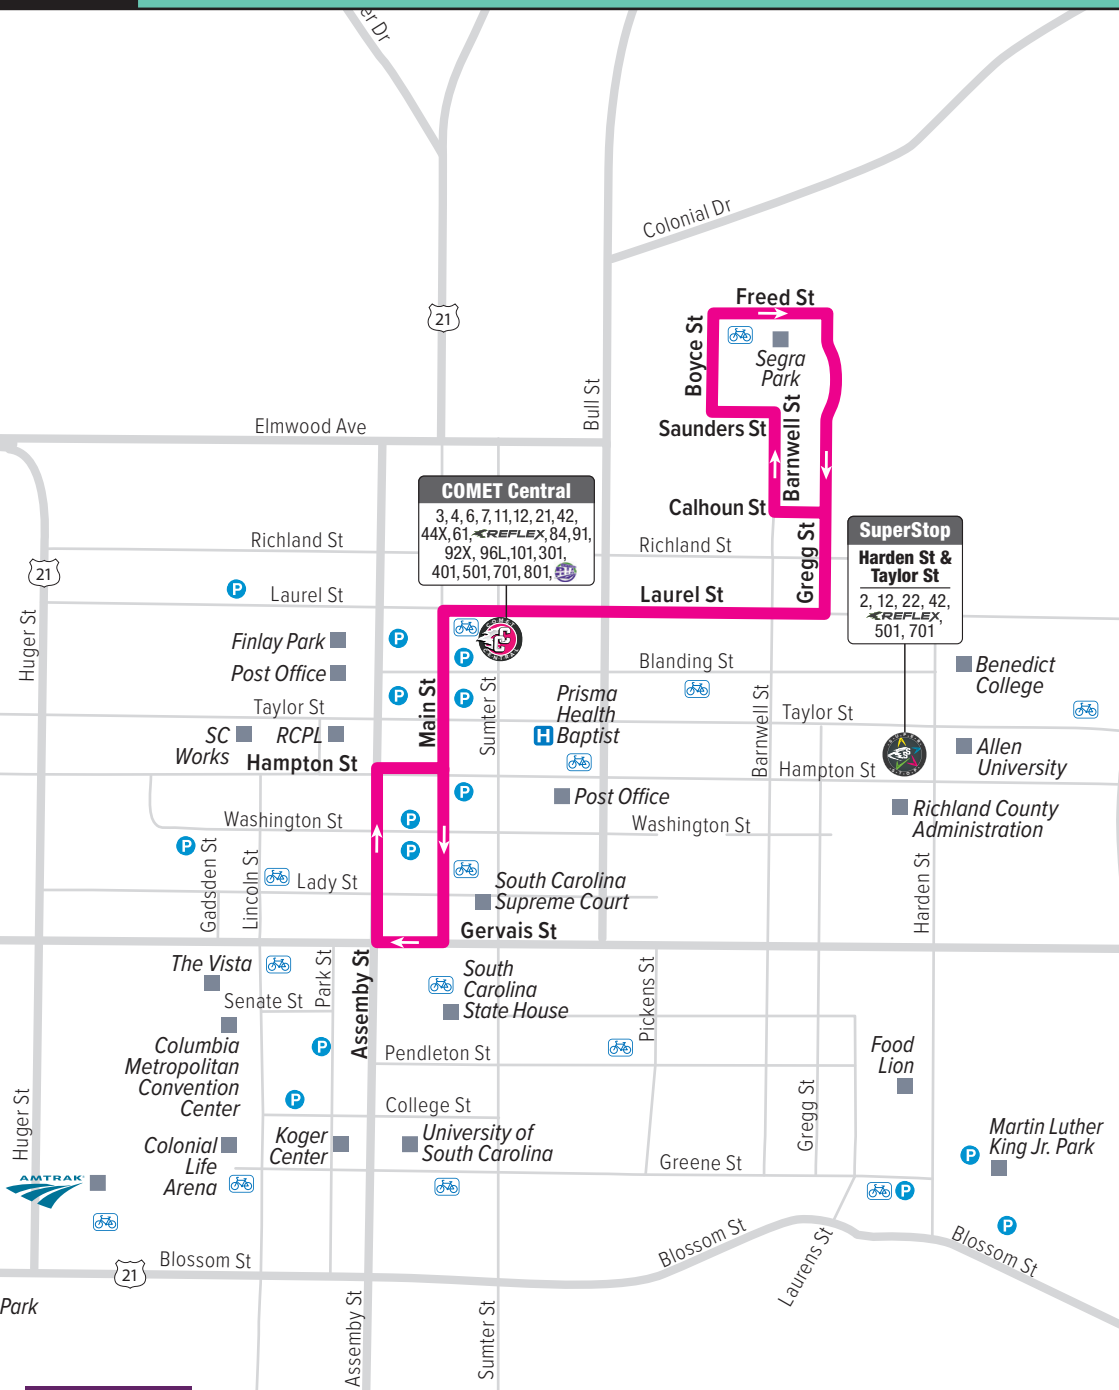 er Dr
Colonial Dr
21
Freed St
Boyce St
Segra
Park
Bull St
Elmwood Ave
Saunders St
Barnwell St
COMET Central
3, 4, 6, 7, 11, 12, 21, 42,
44X, 61, REFLEX, 84, 91,
92X, 96L, 101, 301,
401, 501, 701, 801,
Calhoun St
Richland St
Richland St
Gregg St
SuperStop
Harden St &
Taylor St
2, 12, 22, 42,
REFLEX,
501, 701
21
P
Laurel St
Laurel St
Huger St
Finlay Park
P
COMET
CENTRAL
Post Office
P
Blanding St
Benedict
College
Main St
Sumter St
P
P
Prisma
Health
Baptist
H
Barnwell St
Taylor St
Taylor St
SC
Works
RCPL
Allen
University
Hampton St
Hampton St
P
Post Office
Richland County
Administration
Washington St
P
Washington St
P
P
Gadsden St
Lincoln St
Lady St
South Carolina
Supreme Court
Harden St
Gervais St
The Vista
Park St
Assemby St
South
Carolina
State House
Pickens St
Senate St
Columbia
Metropolitan
Convention
Center
P
Pendleton St
Food
Lion
P
College St
Huger St
Colonial
Life
Arena
Koger
Center
University of
South Carolina
Gregg St
Greene St
Martin Luther
King Jr. Park
P
AMTRAK
P
P
Blossom St
21
Blossom St
Laurens St
Blossom St
Park
Assemby St
Sumter St